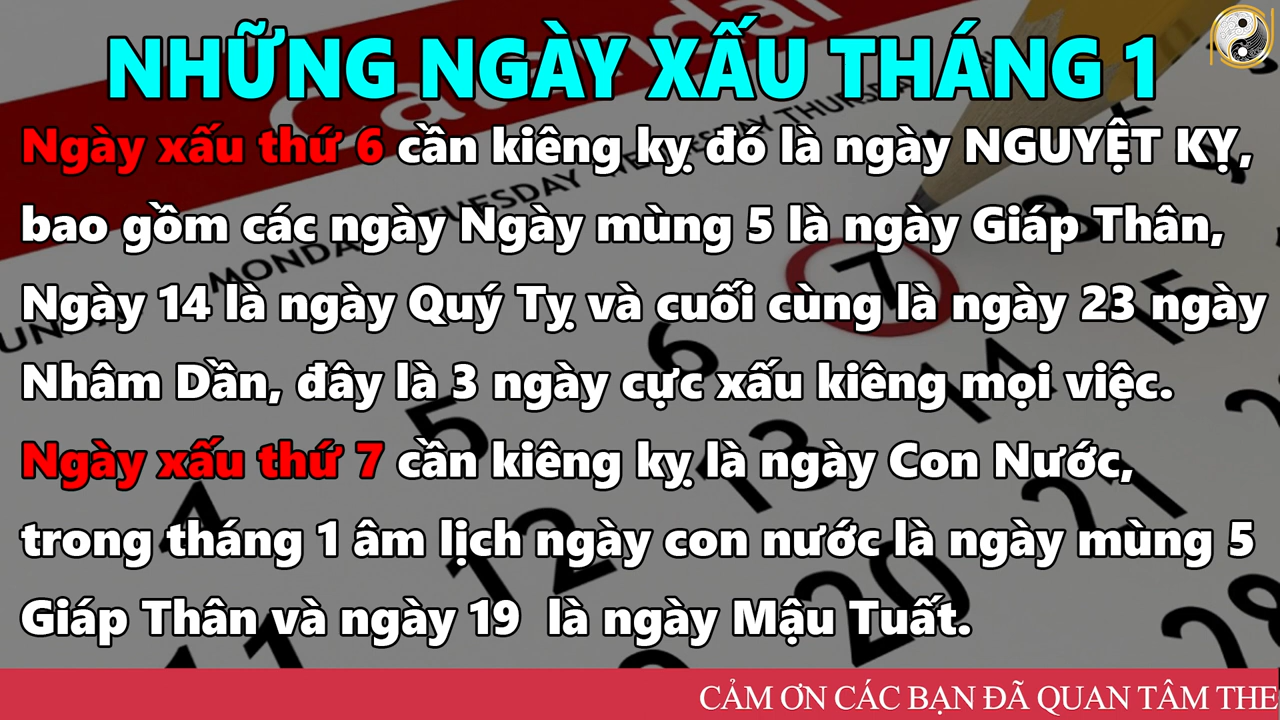 NHỮNG NGÀY XẤU THÁNG 1
Ngày xấu thứ 6 cần kiêng kỵ đó là ngày NGUYỆT KỴ,
bao gồm các ngày Ngày mùng 5 là ngày Giáp Thân,
Ngày 14 là ngày Quý Tỵ và cuối cùng là ngày 23 ngày
Nhâm Dần, đây là 3 ngày cực xấu kiêng mọi việc.
Ngày xấu thứ 7 cần kiêng kỵ là ngày Con Nước,
trong tháng 1 âm lịch ngày con nước là ngày mùng 5
Giáp Thân và ngày 19 là ngày Mậu Tuất.
CẢM ƠN CÁC BẠN ĐÃ QUAN TÂM THE